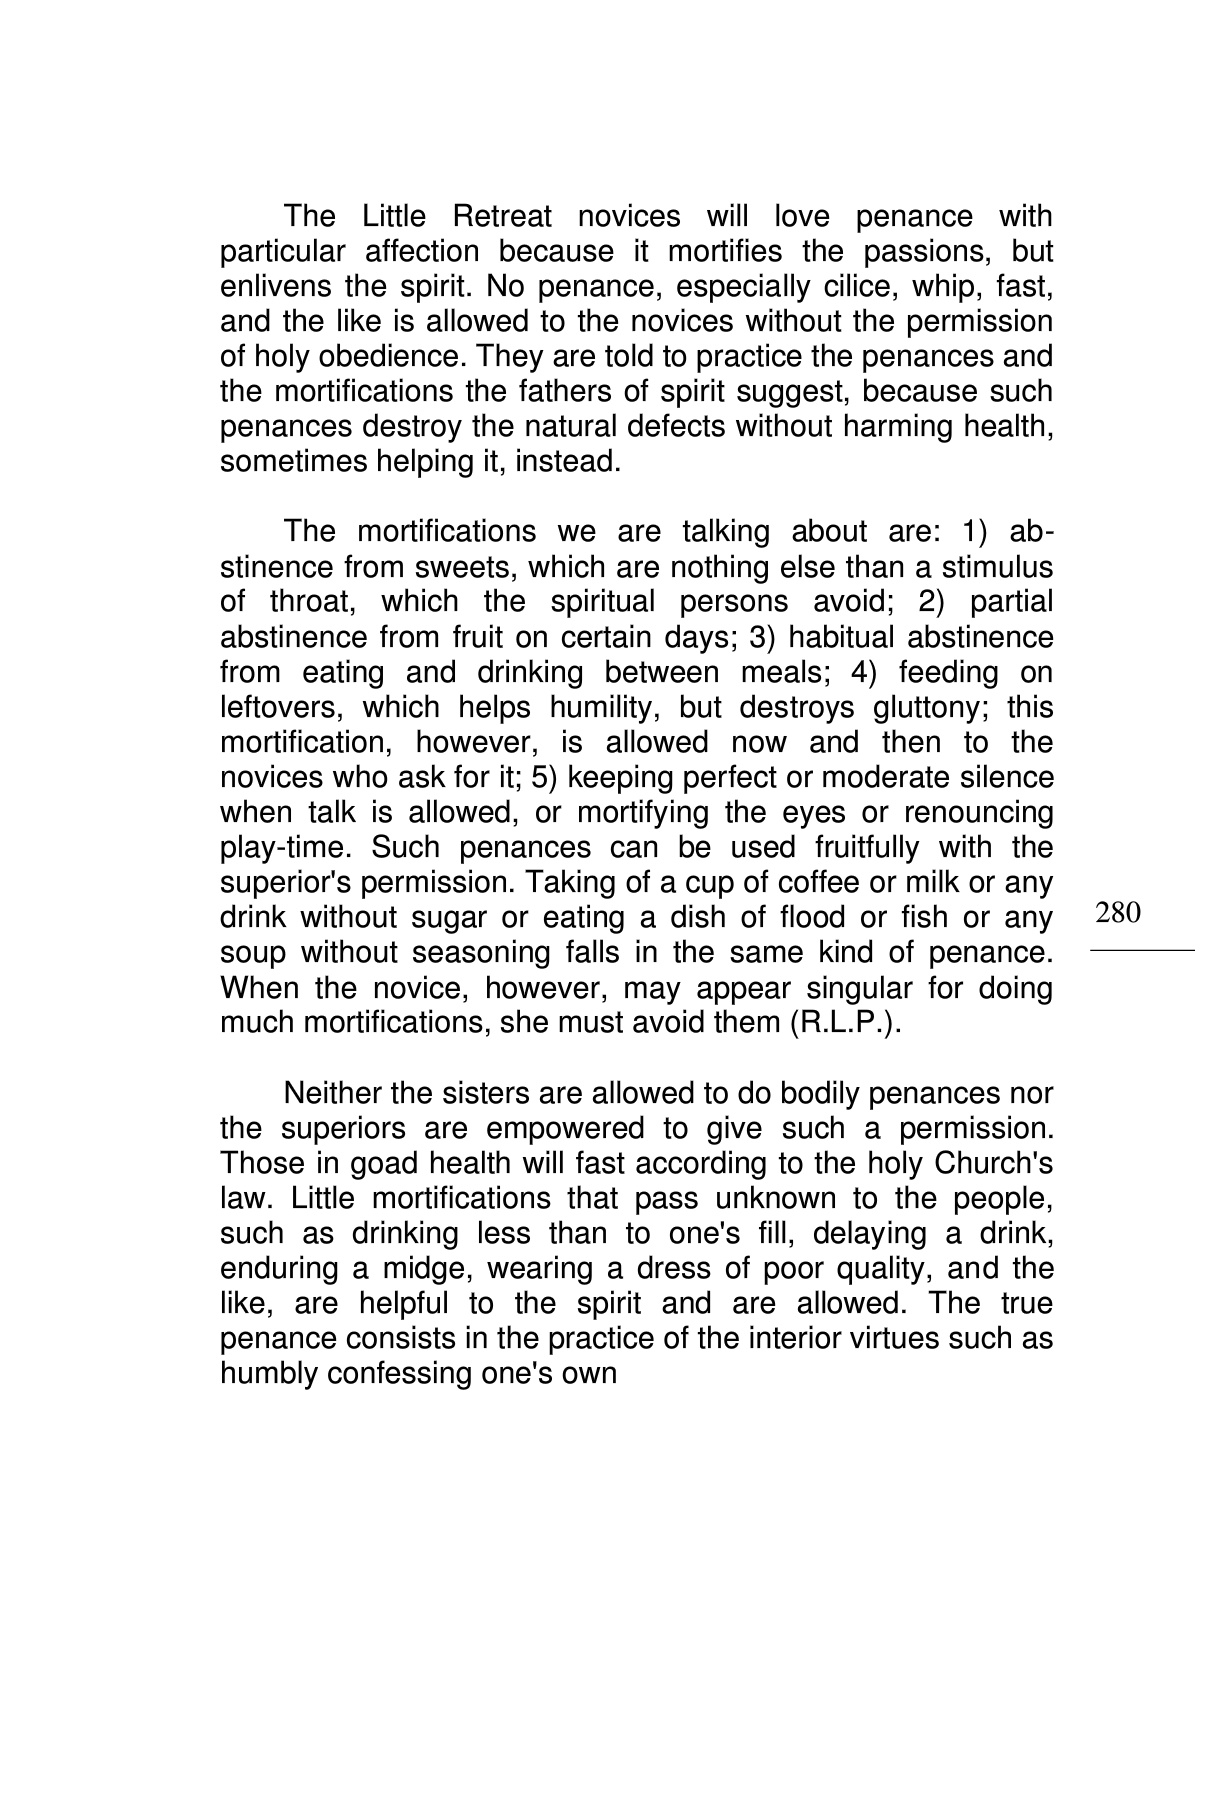 The Little Retreat novices will love penance with
particular affection because it mortifies the passions, but
enlivens the spirit. No penance, especially cilice, whip, fast,
and the like is allowed to the novices without the permission
of holy obedience. They are told to practice the penances and
the mortifications the fathers of spirit suggest, because such
penances destroy the natural defects without harming health,
sometimes helping it, instead.
The mortifications we are talking about are: 1) ab-
stinence from sweets, which are nothing else than a stimulus
of throat, which the spiritual persons avoid; 2) partial
abstinence from fruit on certain days; 3) habitual abstinence
from eating and drinking between meals; 4) feeding on
leftovers, which helps humility, but destroys gluttony; this
mortification, however, is allowed now and then to the
novices who ask for it; 5) keeping perfect or moderate silence
when talk is allowed, or mortifying the eyes or renouncing
play-time. Such penances can be used fruitfully with the
superior's permission. Taking of a cup of coffee or milk or any
drink without sugar or eating a dish of flood or fish or any
soup without seasoning falls in the same kind of penance.
When the novice, however, may appear singular for doing
much mortifications, she must avoid them (R.L.P.).
Neither the sisters are allowed to do bodily penances nor
the superiors are empowered to give such a permission.
Those in goad health will fast according to the holy Church's
law. Little mortifications that pass unknown to the people,
such as drinking less than to one's fill, delaying a drink,
enduring a midge, wearing a dress of poor quality, and the
like, are helpful to the spirit and are allowed. The true
penance consists in the practice of the interior virtues such as
humbly confessing one's own
280